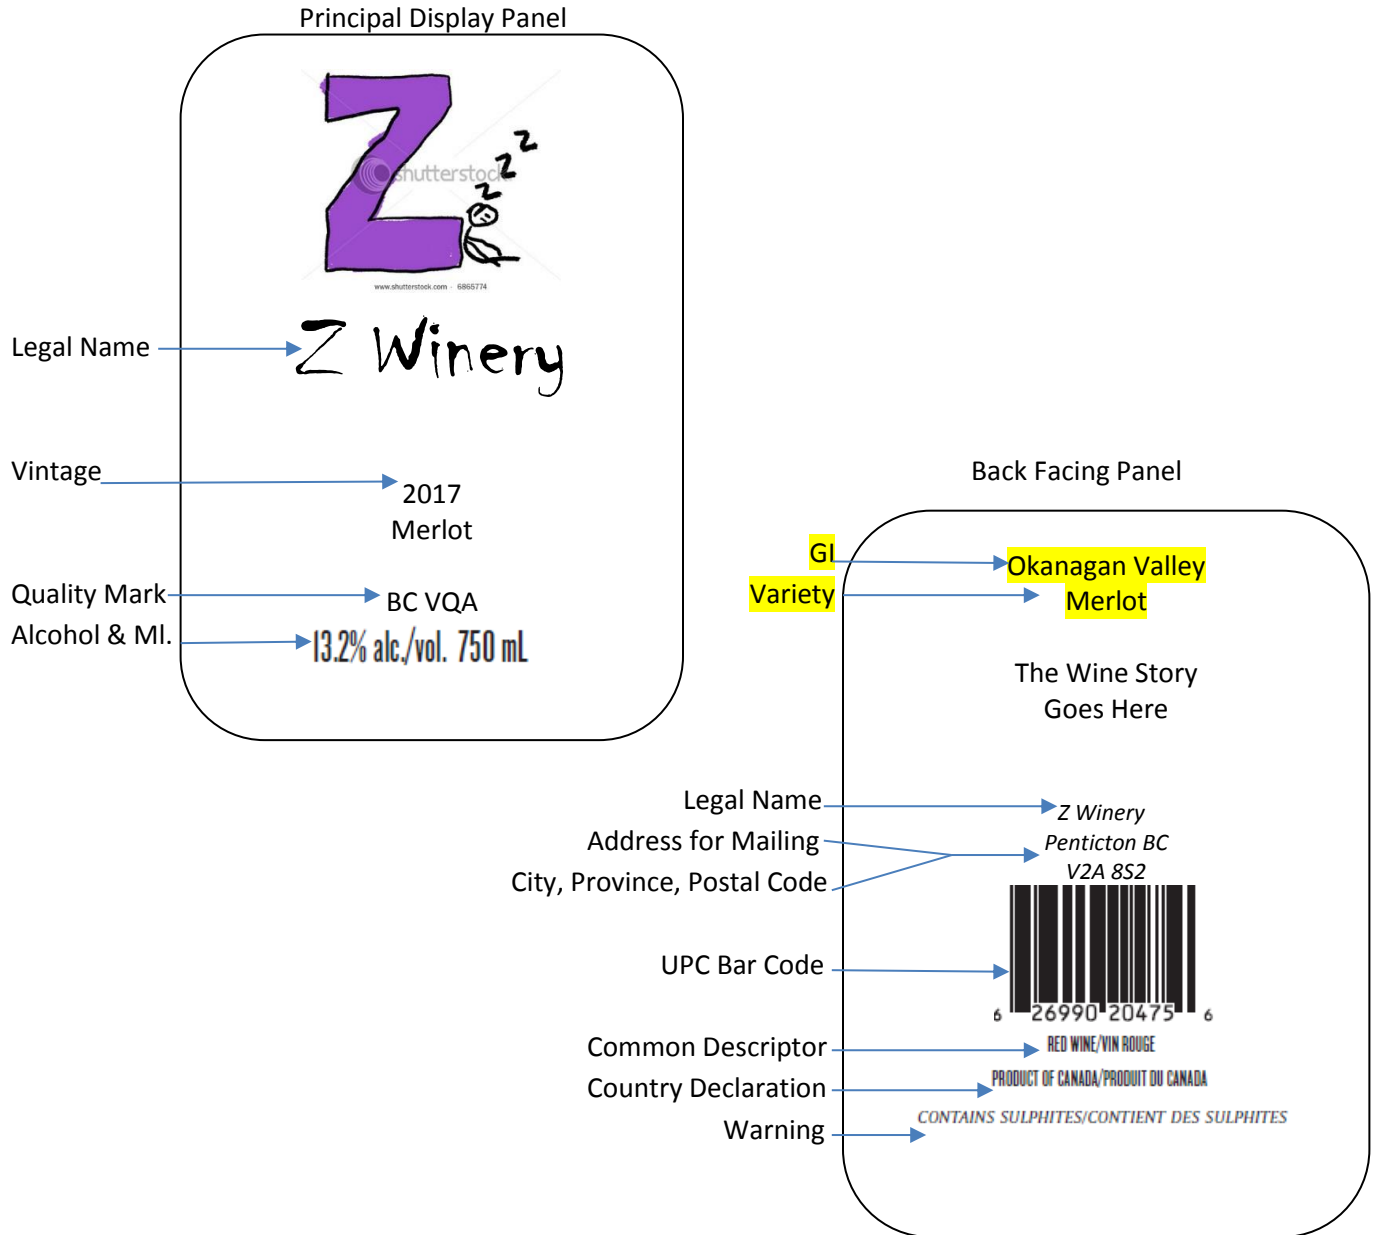 Principal Display Panel
Z
z z z
shutterstock
www.shutterstock.com - 6865774
Legal Name
Z Winery
Vintage
2017
Merlot
Quality Mark
BC VQA
Alcohol & Ml.
13.2% alc./vol. 750 mL
Back Facing Panel
GI
Okanagan Valley
Variety
Merlot
The Wine Story
Goes Here
Legal Name
Z Winery
Address for Mailing
Penticton BC
City, Province, Postal Code
V2A 8S2
UPC Bar Code
6 26990 20475 6
Common Descriptor
RED WINE/VIN ROUGE
Country Declaration
PRODUCT OF CANADA/PRODUIT DU CANADA
Warning
CONTAINS SULPHITES/CONTIENT DES SULPHITES